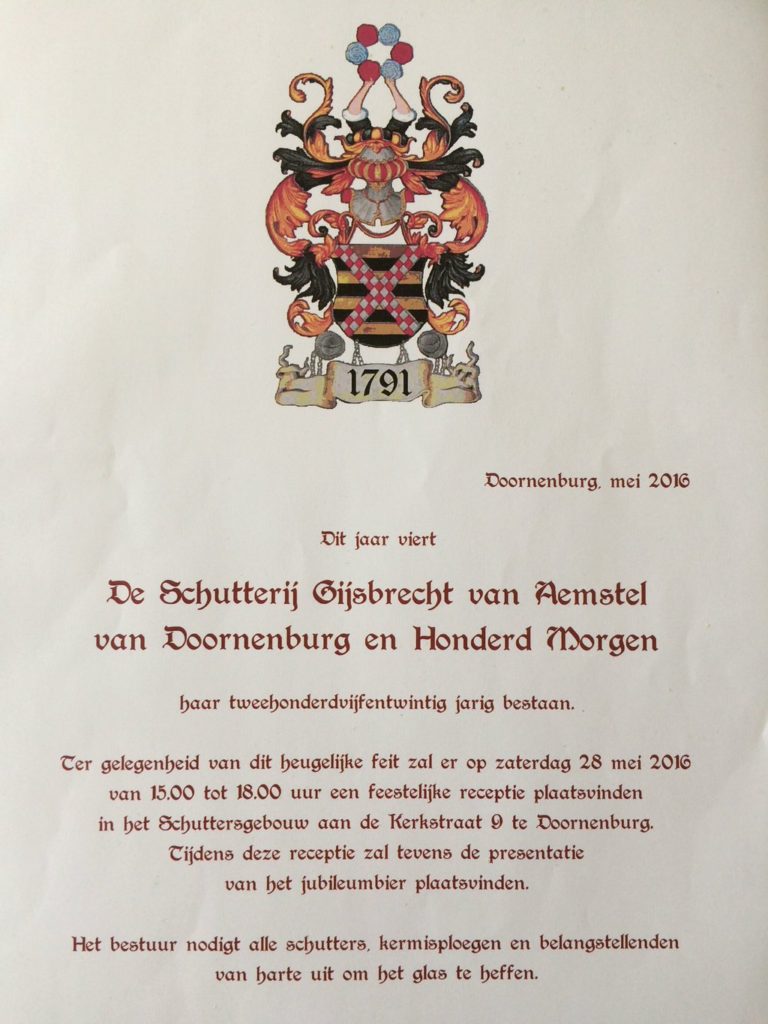 1791
Doornenburg, mei 2016
Dit jaar viert
De Schutterij Gijsbrecht van Aemstel
van Doornenburg en Honderd Morgen
haar tweehonderdvijfentwintig jarig bestaan.
Ter gelegenheid van dit heugelijke feit zal er op zaterdag 28 mei 2016
van 15.00 tot 18.00 uur een feestelijke receptie plaatsvinden
in het Schuttersgebouw aan de Kerkstraat 9 te Doornenburg.
Tijdens deze receptie zal tevens de presentatie
van het jubileumbier plaatsvinden.
Het bestuur nodigt alle schutters, kermisploegen en belangstellenden
van harte uit om het glas te heffen.